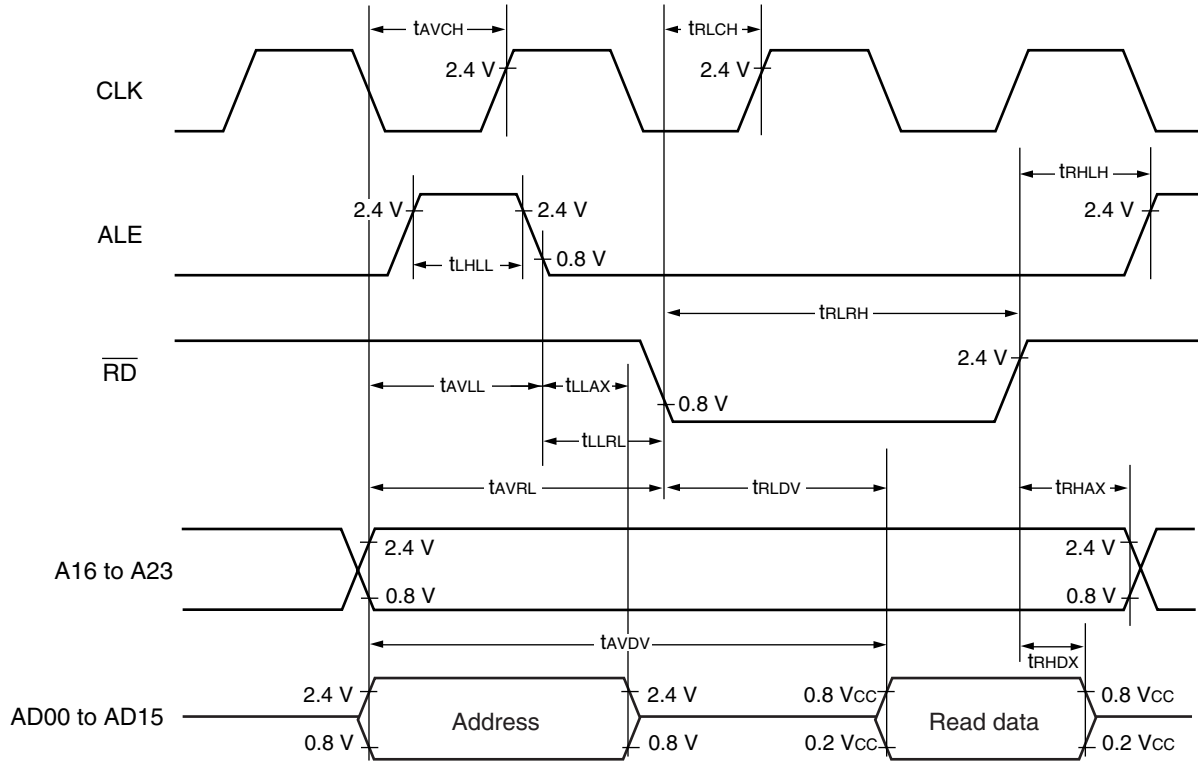 tAVCH
tRLCH
CLK
2.4 V
2.4 V
tRHLH
ALE
2.4 V
2.4 V
2.4 V
tLHLL
0.8 V
tRLRH
RD
2.4 V
tAVLL
tLLAX
0.8 V
tLLRL
tAVRL
tRLDV
tRHAX
A16 to A23
2.4 V
2.4 V
0.8 V
0.8 V
tAVDV
tRHDX
AD00 to AD15
2.4 V
2.4 V
0.8 VCC
0.8 VCC
Address
Read data
0.8 V
0.8 V
0.2 VCC
0.2 VCC